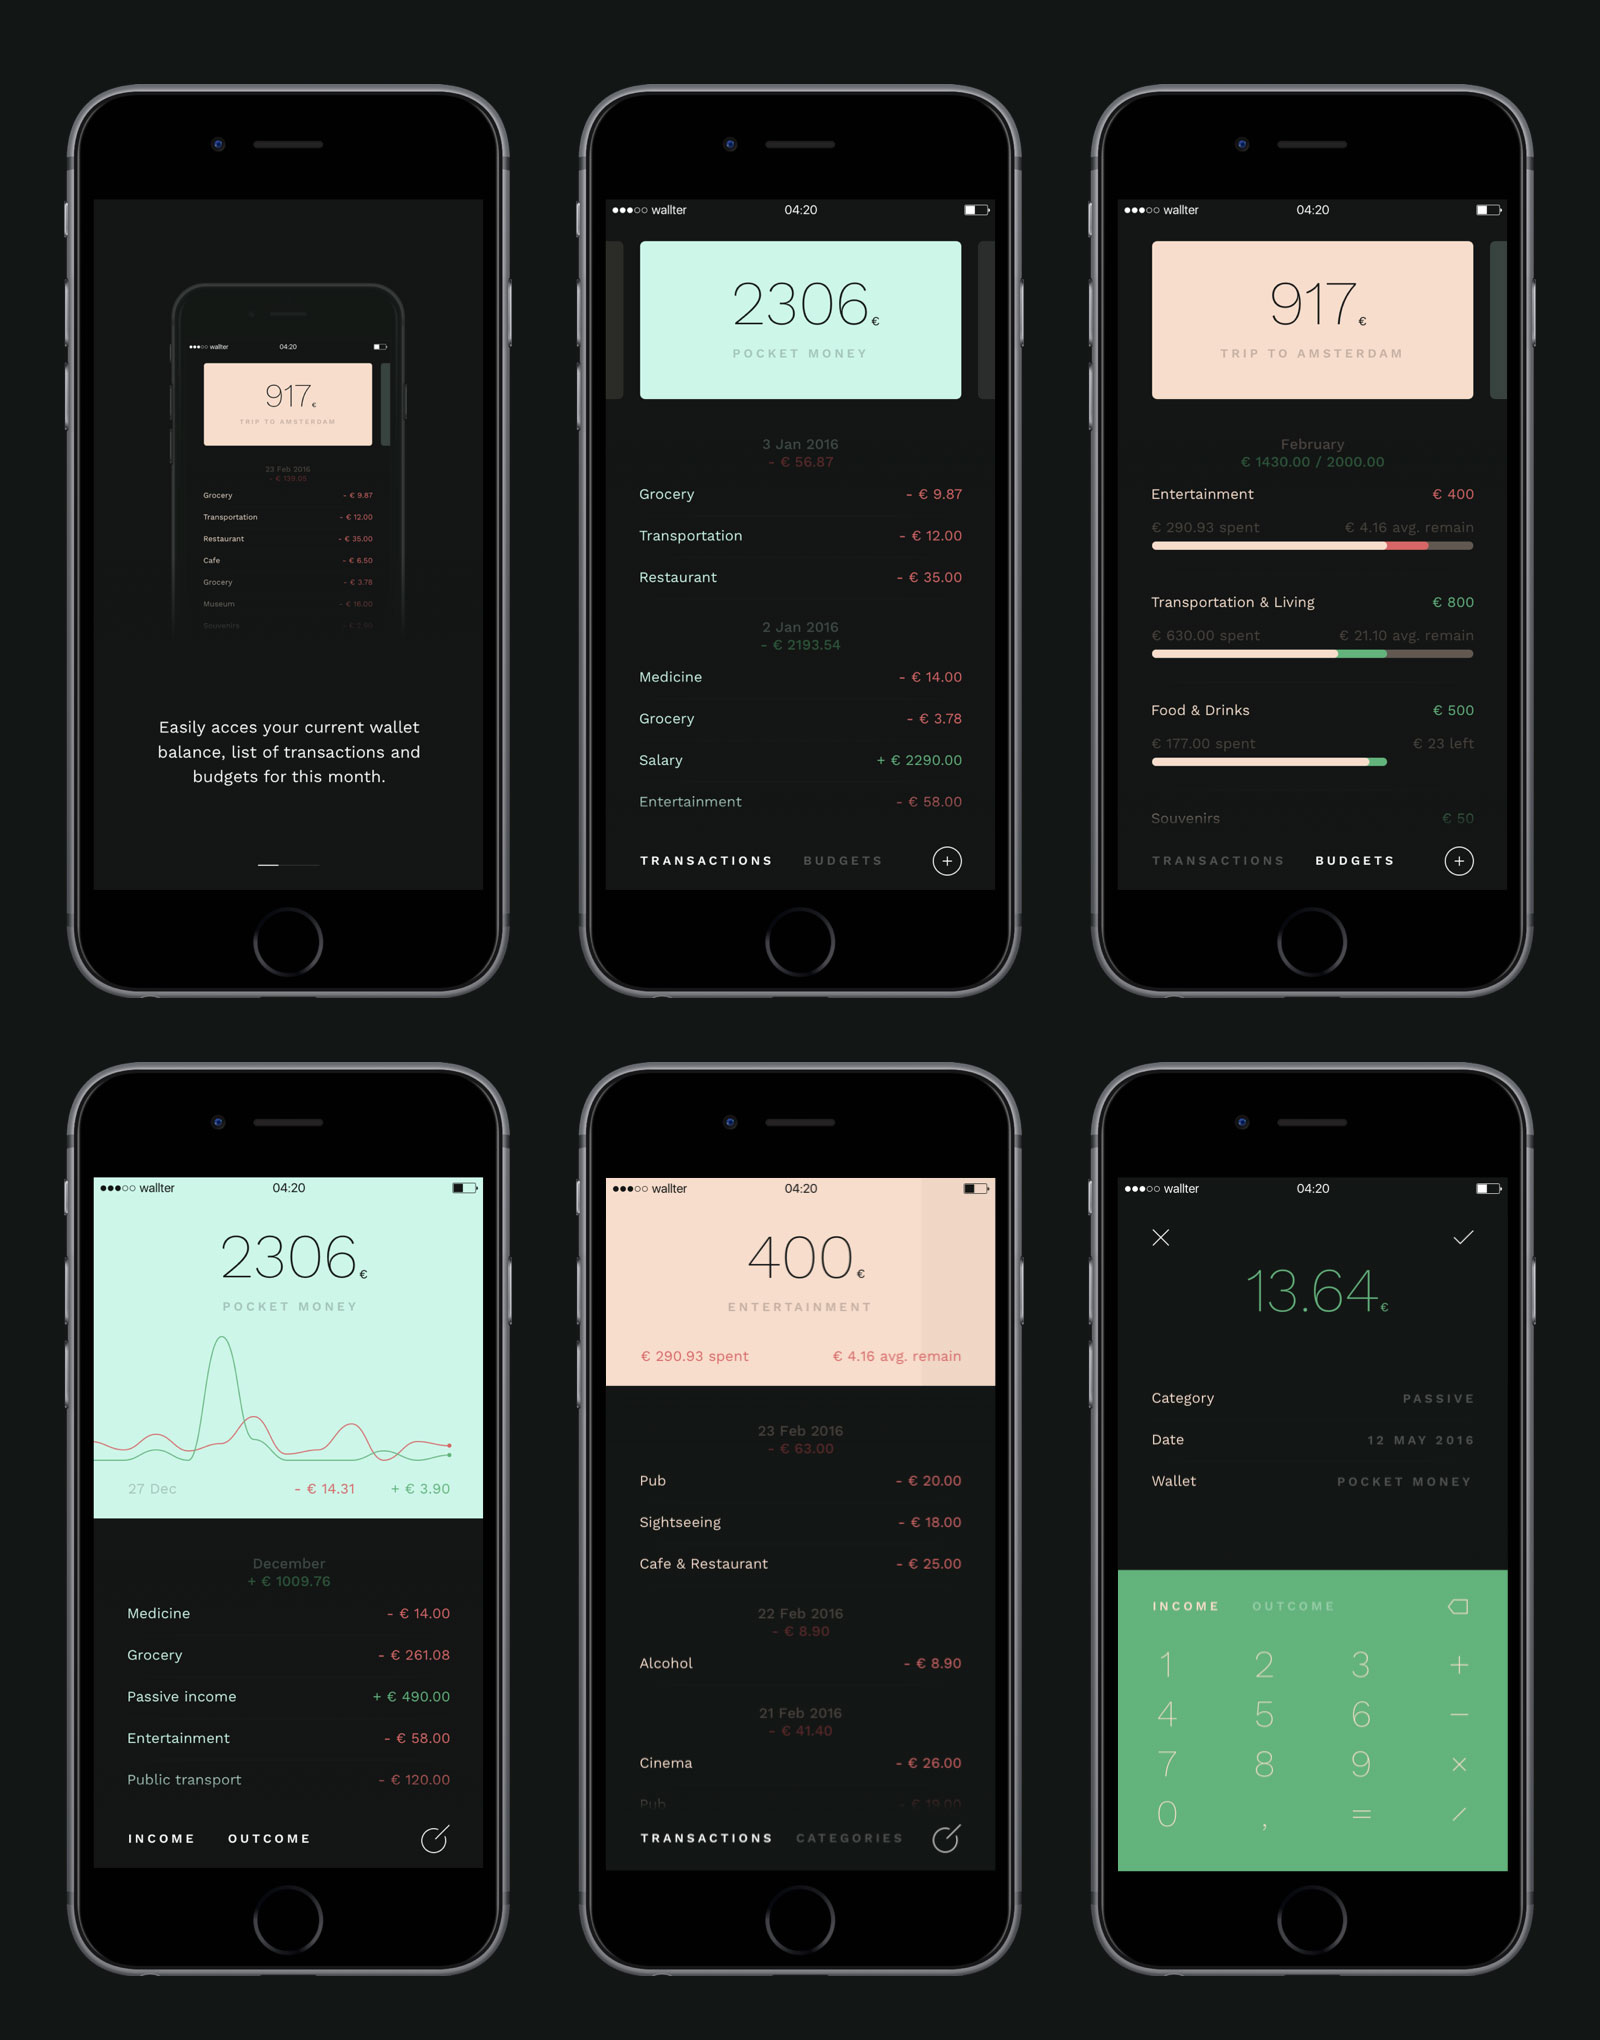 wallter 04:20
917€
TRIP TO AMSTERDAM
23 Feb 2016
- € 139.05
Grocery - € 9.87
Transportation - € 12.00
Restaurant - € 35.00
Cafe - € 6.50
Grocery - € 3.78
Museum - € 16.00
Souvenirs - € 2.90
Easily acces your current wallet
balance, list of transactions and
budgets for this month.
wallter 04:20
2306€
POCKET MONEY
3 Jan 2016
- € 56.87
Grocery - € 9.87
Transportation - € 12.00
Restaurant - € 35.00
2 Jan 2016
- € 2193.54
Medicine - € 14.00
Grocery - € 3.78
Salary + € 2290.00
Entertainment - € 58.00
TRANSACTIONS BUDGETS
wallter 04:20
917€
TRIP TO AMSTERDAM
February
€ 1430.00 / 2000.00
Entertainment € 400
€ 290.93 spent € 4.16 avg. remain
Transportation & Living € 800
€ 630.00 spent € 21.10 avg. remain
Food & Drinks € 500
€ 177.00 spent € 23 left
Souvenirs € 50
TRANSACTIONS BUDGETS
wallter 04:20
2306€
POCKET MONEY
27 Dec - € 14.31 + € 3.90
December
+ € 1009.76
Medicine - € 14.00
Grocery - € 261.08
Passive income + € 490.00
Entertainment - € 58.00
Public transport - € 120.00
INCOME OUTCOME
wallter 04:20
400€
ENTERTAINMENT
€ 290.93 spent € 4.16 avg. remain
23 Feb 2016
- € 63.00
Pub - € 20.00
Sightseeing - € 18.00
Cafe & Restaurant - € 25.00
22 Feb 2016
- € 8.90
Alcohol - € 8.90
21 Feb 2016
- € 41.40
Cinema - € 26.00
Pub - € 19.00
TRANSACTIONS CATEGORIES
wallter 04:20
13.64€
Category PASSIVE
Date 12 MAY 2016
Wallet POCKET MONEY
INCOME OUTCOME
1 2 3 +
4 5 6 −
7 8 9 ×
0 , = /